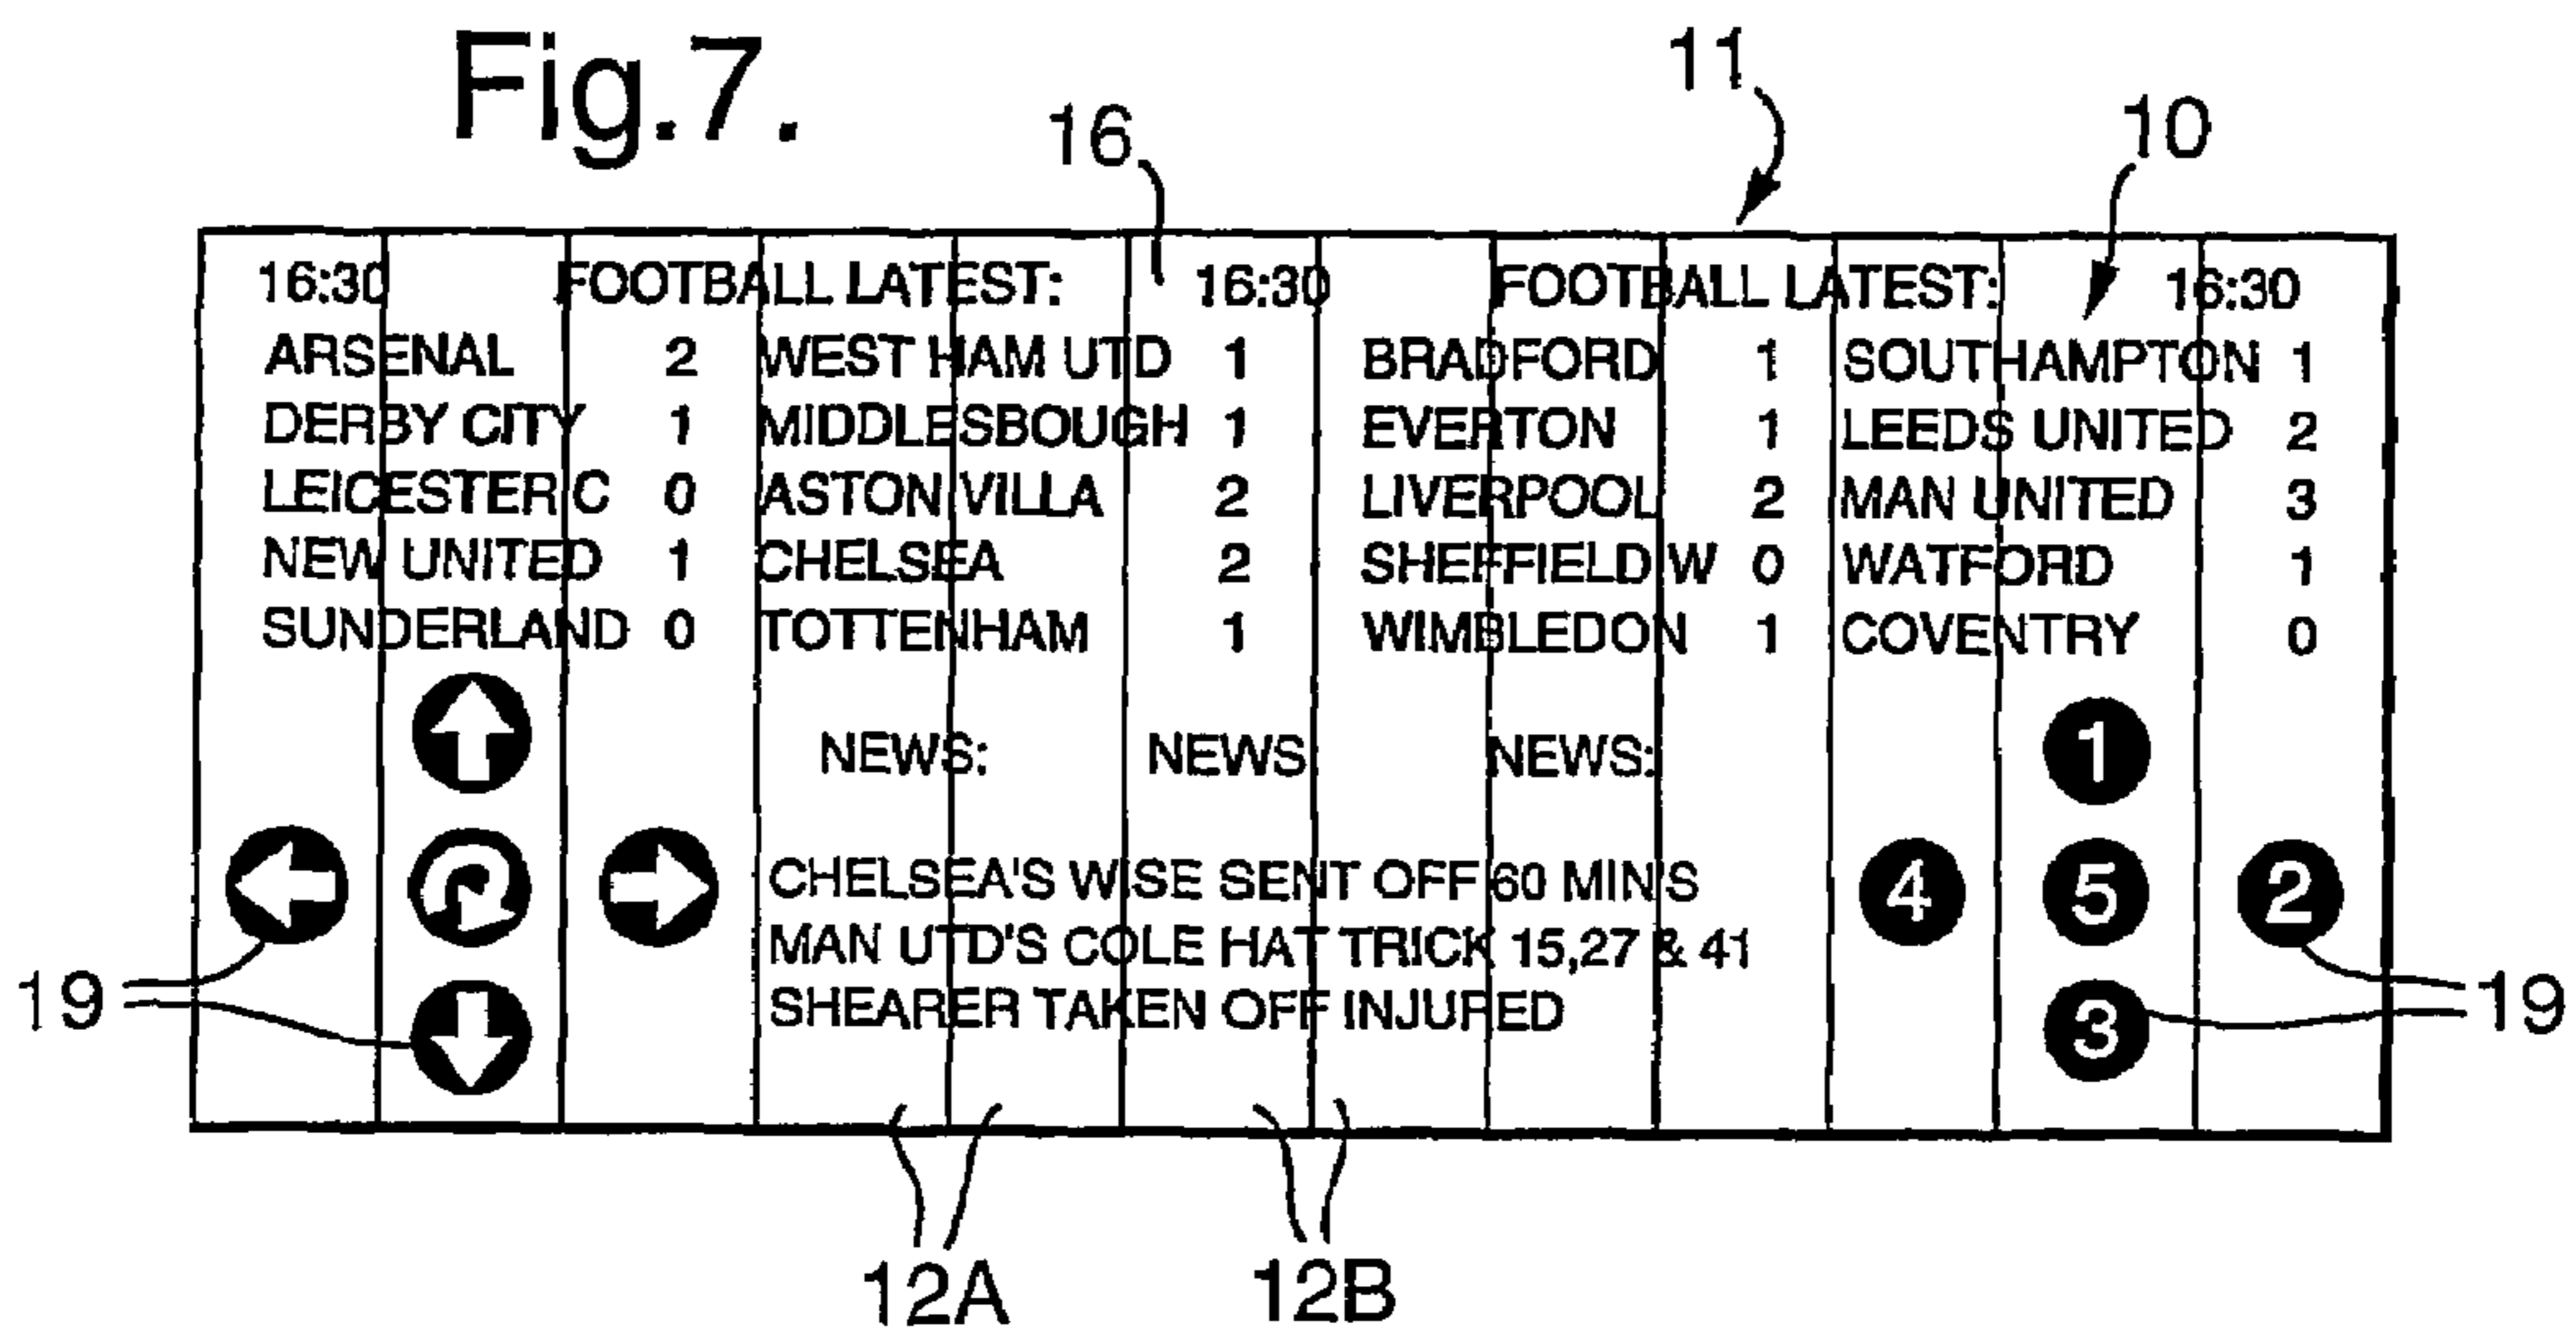 Fig.7.
11
16
10
16:30 FOOTBALL LATEST: 16:30 FOOTBALL LATEST: 16:30
ARSENAL 2 WEST HAM UTD 1 BRADFORD 1 SOUTHAMPTON 1
DERBY CITY 1 MIDDLESBOUGH 1 EVERTON 1 LEEDS UNITED 2
LEICESTER C 0 ASTON VILLA 2 LIVERPOOL 2 MAN UNITED 3
NEW UNITED 1 CHELSEA 2 SHEFFIELD W 0 WATFORD 1
SUNDERLAND 0 TOTTENHAM 1 WIMBLEDON 1 COVENTRY 0
NEWS: NEWS NEWS: 1
CHELSEA'S WISE SENT OFF 60 MIN'S 4 5 2
MAN UTD'S COLE HAT TRICK 15,27 & 41
19 SHEARER TAKEN OFF INJURED 3 19
12A 12B